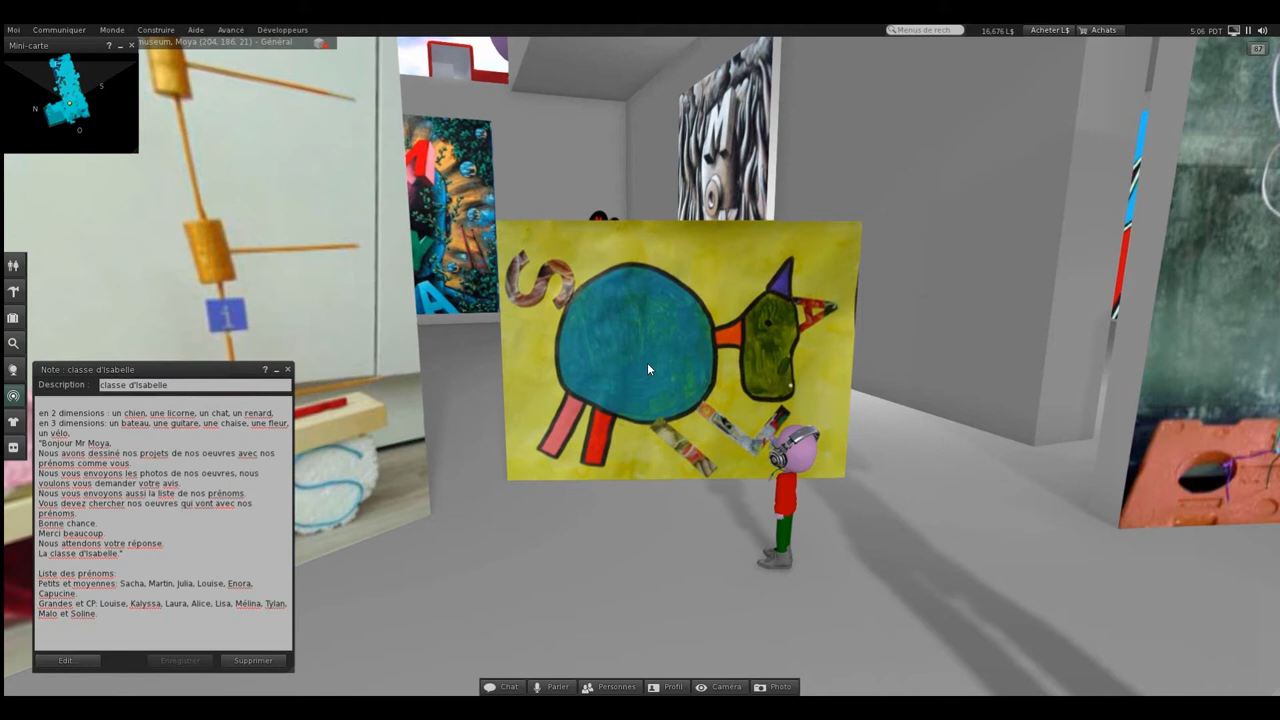 Moi Communiquer Monde Construire Aide Avancé Développeurs
Menus de rech
16,676 L$ Acheter L$ Achats 5:06 PDT
87
Mini-carte ? museum, Moya (204, 186, 21) - Général
S
N
O
Note : classe d'Isabelle ?
Description : classe d'Isabelle
en 2 dimensions : un chien, une licorne, un chat, un renard,
en 3 dimensions: un bateau, une guitare, une chaise, une fleur,
un vélo,
"Bonjour Mr Moya,
Nous avons dessiné nos projets de nos oeuvres avec nos
prénoms comme vous.
Nous vous envoyons les photos de nos oeuvres, nous
voulons vous demander votre avis.
Nous vous envoyons aussi la liste de nos prénoms.
Vous devez chercher nos oeuvres qui vont avec nos
prénoms.
Bonne chance.
Merci beaucoup.
Nous attendons votre réponse.
La classe d'Isabelle."
Liste des prénoms:
Petits et moyennes: Sacha, Martin, Julia, Louise, Enora,
Capucine.
Grandes et CP: Louise, Kalyssa, Laura, Alice, Lisa, Mélina, Tylan,
Malo et Soline.
Edit... Enregistrer Supprimer
Chat Parler Personnes Profil Caméra Photo